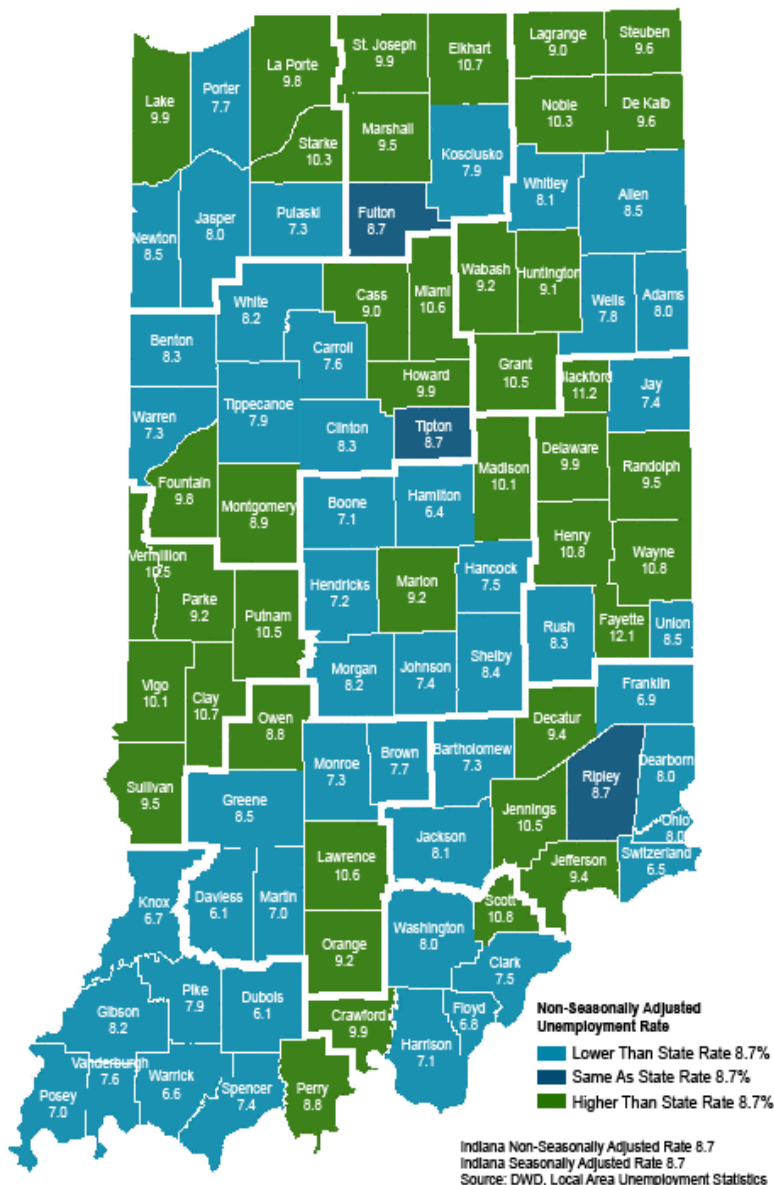 St. Joseph
9.9
Elkhart
10.7
Lagrange
9.0
Steuben
9.6
La Porte
9.8
Porter
7.7
Lake
9.9
Noble
10.3
De Kalb
9.6
Marshall
9.5
Starke
10.3
Kosciusko
7.9
Whitley
8.1
Allen
8.5
Newton
8.5
Jasper
8.0
Pulaski
7.3
Fulton
8.7
Wabash
9.2
Huntington
9.1
Wells
7.8
Adams
8.0
White
8.2
Cass
9.0
Miami
10.6
Benton
8.3
Carroll
7.6
Howard
9.9
Grant
10.5
Blackford
11.2
Jay
7.4
Warren
7.3
Tippecanoe
7.9
Clinton
8.3
Tipton
8.7
Madison
10.1
Delaware
9.9
Randolph
9.5
Fountain
9.8
Montgomery
8.9
Boone
7.1
Hamilton
6.4
Henry
10.8
Wayne
10.8
Vermillion
10.5
Parke
9.2
Putnam
10.5
Hendricks
7.2
Marion
9.2
Hancock
7.5
Rush
8.3
Fayette
12.1
Union
8.5
Vigo
10.1
Clay
10.7
Owen
8.8
Morgan
8.2
Johnson
7.4
Shelby
8.4
Franklin
6.9
Decatur
9.4
Sullivan
9.5
Greene
8.5
Monroe
7.3
Brown
7.7
Bartholomew
7.3
Ripley
8.7
Dearborn
8.0
Ohio
8.0
Jennings
10.5
Jackson
8.1
Lawrence
10.6
Jefferson
9.4
Switzerland
6.5
Knox
6.7
Daviess
6.1
Martin
7.0
Orange
9.2
Washington
8.0
Scott
10.8
Clark
7.5
Gibson
8.2
Pike
7.9
Dubois
6.1
Crawford
9.9
Harrison
7.1
Floyd
6.8
Posey
7.0
Vanderburgh
7.6
Warrick
6.6
Spencer
7.4
Perry
8.8
Non-Seasonally Adjusted
Unemployment Rate
Lower Than State Rate 8.7%
Same As State Rate 8.7%
Higher Than State Rate 8.7%
Indiana Non-Seasonally Adjusted Rate 8.7
Indiana Seasonally Adjusted Rate 8.7
Source: DWD, Local Area Unemployment Statistics